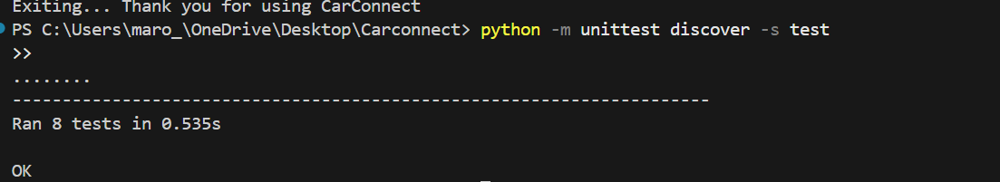 Exiting... Thank you for using CarConnect
PS C:\Users\maro_\OneDrive\Desktop\Carconnect> python -m unittest discover -s test
>>
........
----------------------------------------------------------------------
Ran 8 tests in 0.535s
OK